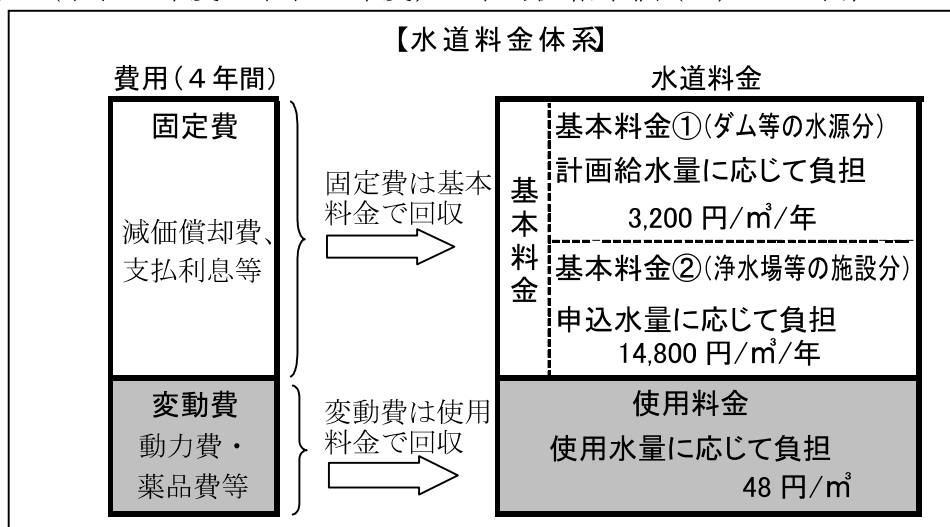 【水道料金体系】
費用(４年間)
固定費
減価償却費、
支払利息等
変動費
動力費・
薬品費等
固定費は基本
料金で回収
変動費は使用
料金で回収
水道料金
基本料金
基本料金①(ダム等の水源分)
計画給水量に応じて負担
3,200 円/㎥/年
基本料金②(浄水場等の施設分)
申込水量に応じて負担
14,800 円/㎥/年
使用料金
使用水量に応じて負担
48 円/㎥